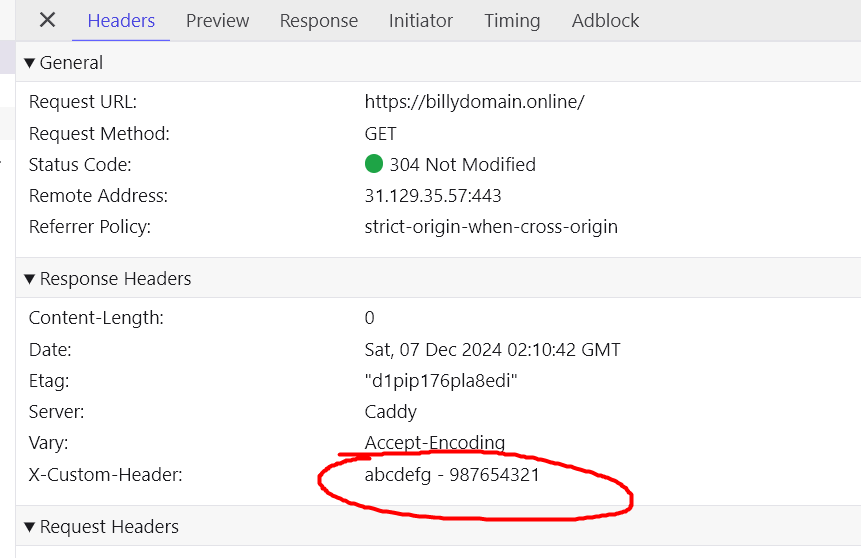 Headers Preview Response Initiator Timing Adblock
General
Request URL: https://billydomain.online/
Request Method: GET
Status Code: 304 Not Modified
Remote Address: 31.129.35.57:443
Referrer Policy: strict-origin-when-cross-origin
Response Headers
Content-Length: 0
Date: Sat, 07 Dec 2024 02:10:42 GMT
Etag: "d1pip176pla8edi"
Server: Caddy
Vary: Accept-Encoding
X-Custom-Header: abcdefg - 987654321
Request Headers